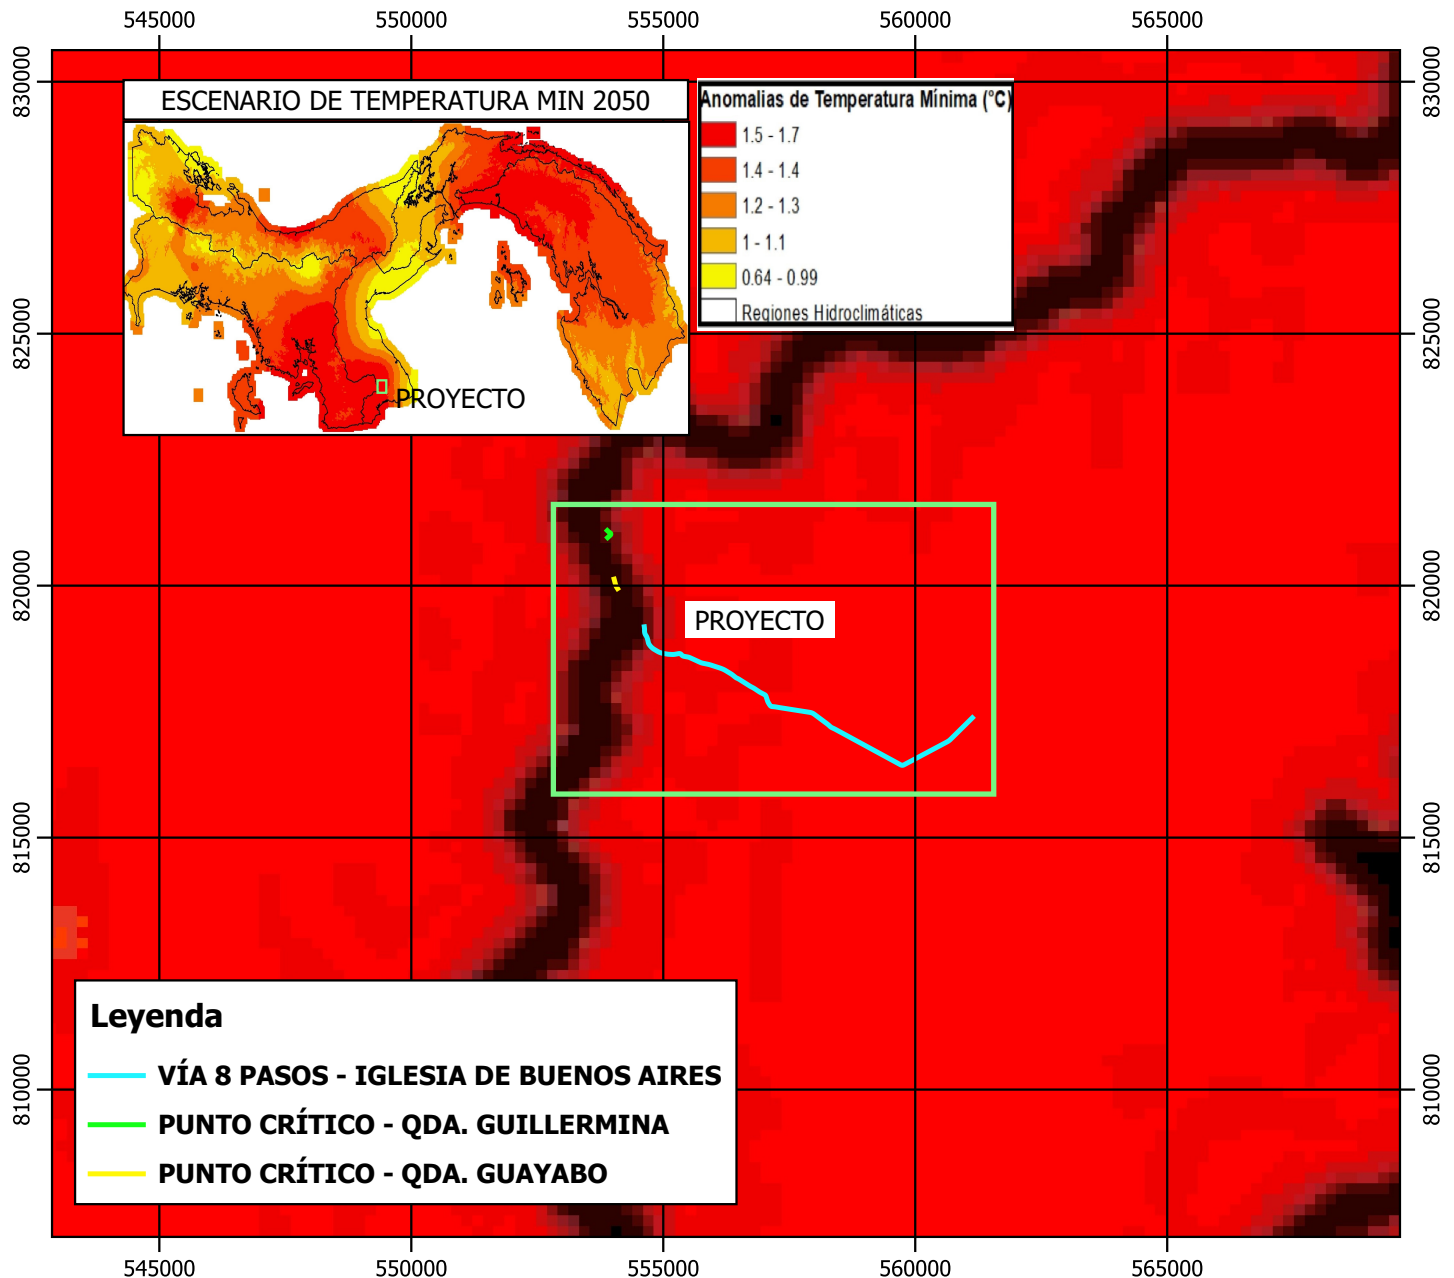 545000 550000 555000 560000 565000
830000 830000
ESCENARIO DE TEMPERATURA MIN 2050
PROYECTO
Anomalias de Temperatura Mínima (°C)
1.5 - 1.7
1.4 - 1.4
1.2 - 1.3
1 - 1.1
0.64 - 0.99
Regiones Hidroclimáticas
825000 825000
820000 820000
PROYECTO
815000 815000
Leyenda
VÍA 8 PASOS - IGLESIA DE BUENOS AIRES
PUNTO CRÍTICO - QDA. GUILLERMINA
PUNTO CRÍTICO - QDA. GUAYABO
810000 810000
545000 550000 555000 560000 565000